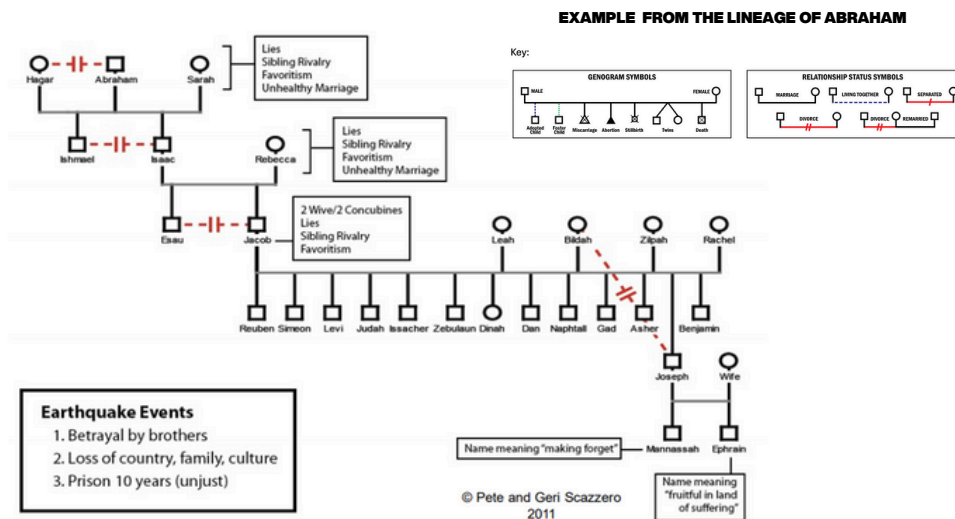 EXAMPLE FROM THE LINEAGE OF ABRAHAM
Key:
GENOGRAM SYMBOLS
MALE
FEMALE
Adopted Child
Foster Child
Miscarriage
Abortion
Stillbirth
Twins
Death
RELATIONSHIP STATUS SYMBOLS
MARRIAGE
LIVING TOGETHER
SEPARATED
DIVORCE
DIVORCE
REMARRIED
Hagar
Abraham
Sarah
Lies
Sibling Rivalry
Favoritism
Unhealthy Marriage
Ishmael
Isaac
Rebecca
Lies
Sibling Rivalry
Favoritism
Unhealthy Marriage
Esau
Jacob
2 Wive/2 Concubines
Lies
Sibling Rivalry
Favoritism
Leah
Bildah
Zilpah
Rachel
Reuben
Simeon
Levi
Judah
Issacher
Zebulaun
Dinah
Dan
Naphtall
Gad
Asher
Benjamin
Joseph
Wife
Mannassah
Ephrain
Name meaning "making forget"
Name meaning
"fruitful in land
of suffering"
Earthquake Events
1. Betrayal by brothers
2. Loss of country, family, culture
3. Prison 10 years (unjust)
© Pete and Geri Scazzero
2011